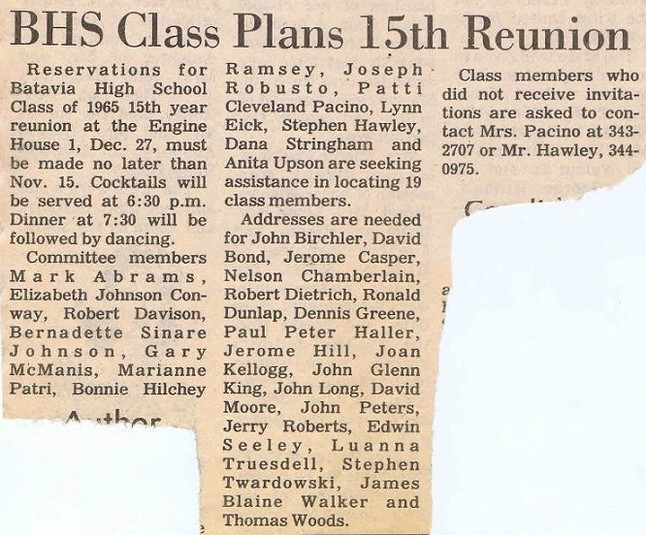 BHS Class Plans 15th Reunion
Reservations for
Batavia High School
Class of 1965 15th year
reunion at the Engine
House 1, Dec. 27, must
be made no later than
Nov. 15. Cocktails will
be served at 6:30 p.m.
Dinner at 7:30 will be
followed by dancing.
Committee members
Mark Abrams,
Elizabeth Johnson Con-
way, Robert Davison,
Bernadette Sinare
Johnson, Gary
McManis, Marianne
Patri, Bonnie Hilchey
Ramsey, Joseph
Robusto, Patti
Cleveland Pacino, Lynn
Eick, Stephen Hawley,
Dana Stringham and
Anita Upson are seeking
assistance in locating 19
class members.
Addresses are needed
for John Birchler, David
Bond, Jerome Casper,
Nelson Chamberlain,
Robert Dietrich, Ronald
Dunlap, Dennis Greene,
Paul Peter Haller,
Jerome Hill, Joan
Kellogg, John Glenn
King, John Long, David
Moore, John Peters,
Jerry Roberts, Edwin
Seeley, Luanna
Truesdell, Stephen
Twardowski, James
Blaine Walker and
Thomas Woods.
Class members who
did not receive invita-
tions are asked to con-
tact Mrs. Pacino at 343-
2707 or Mr. Hawley, 344-
0975.
Author